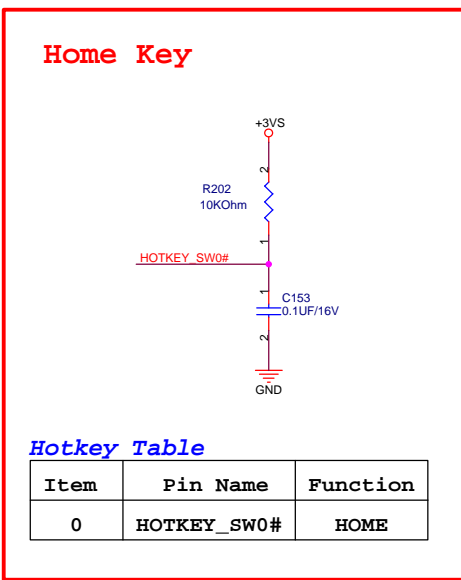 Home Key
+3VS
2
R202
10KOhm
1
HOTKEY_SW0#
1
C153
0.1UF/16V
2
GND
Hotkey Table
Item Pin Name Function
0 HOTKEY_SW0# HOME